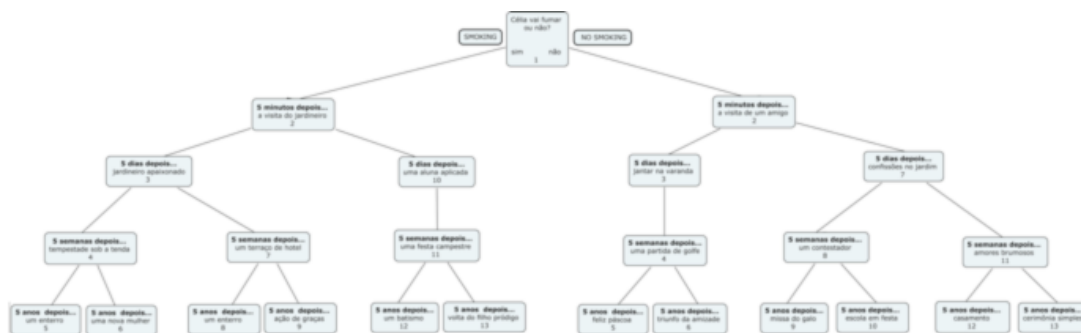 Célia vai fumar
ou não?
SMOKING
NO SMOKING
sim não
1
5 minutos depois...
a visita do jardineiro
2
5 minutos depois...
a visita de um amigo
2
5 dias depois...
jardineiro apaixonado
3
5 dias depois...
uma aluna aplicada
10
5 dias depois...
jantar na varanda
3
5 dias depois...
confissões no jardim
7
5 semanas depois...
tempestade sob a tenda
4
5 semanas depois...
um terraço de hotel
7
5 semanas depois...
uma festa campestre
11
5 semanas depois...
uma partida de golfe
4
5 semanas depois...
um contestador
8
5 semanas depois...
amores brumosos
11
5 anos depois...
um enterro
5
5 anos depois...
uma nova mulher
6
5 anos depois...
um enterro
8
5 anos depois...
ação de graças
9
5 anos depois...
um batismo
12
5 anos depois...
volta do filho pródigo
13
5 anos depois...
feliz páscoa
5
5 anos depois...
triunfo da amizade
6
5 anos depois...
missa do galo
9
5 anos depois...
escola em festa
10
5 anos depois...
casamento
12
5 anos depois...
cerimônia simples
13